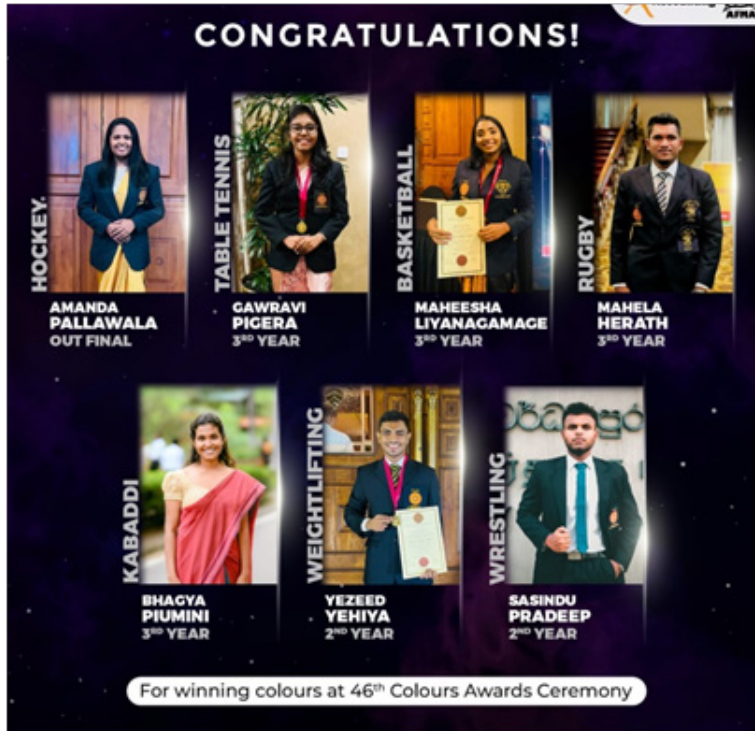 CONGRATULATIONS!
HOCKEY
AMANDA
PALLAWALA
OUT FINAL
TABLE TENNIS
GAWRAVI
PIGERA
3RD YEAR
BASKETBALL
MAHEESHA
LIYANAGAMAGE
3RD YEAR
RUGBY
MAHELA
HERATH
3RD YEAR
KABADDI
BHAGYA
PIUMINI
3RD YEAR
WEIGHTLIFTING
YEZEED
YEHIYA
2ND YEAR
WRESTLING
SASINDU
PRADEEP
2ND YEAR
For winning colours at 46th Colours Awards Ceremony